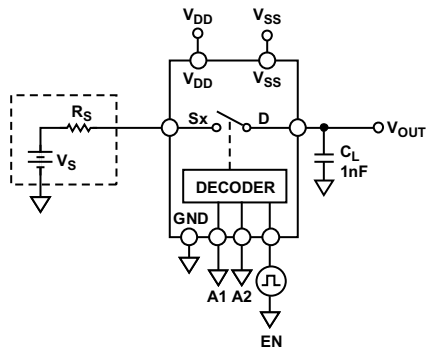 VDD VSS
VDD VSS
RS
Sx D
VOUT
VS
CL
1nF
DECODER
GND
A1 A2
EN